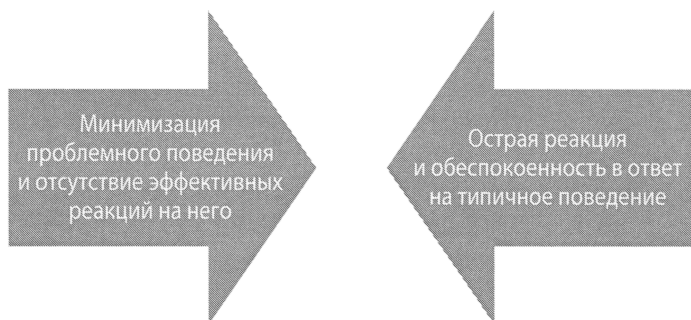 Минимизация
проблемного поведения
и отсутствие эффективных
реакций на него
Острая реакция
и обеспокоенность в ответ
на типичное поведение